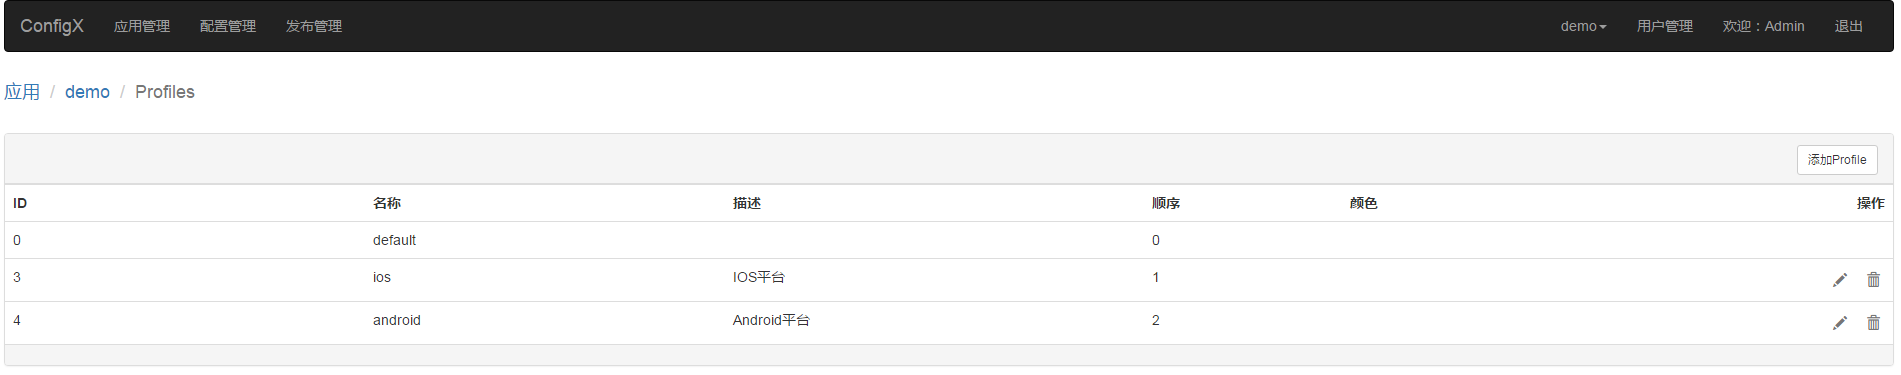 ConfigX 应用管理 配置管理 发布管理 demo 用户管理 欢迎：Admin 退出
应用 / demo / Profiles
添加Profile
ID 名称 描述 顺序 颜色 操作
0 default 0
3 ios IOS平台 1
4 android Android平台 2